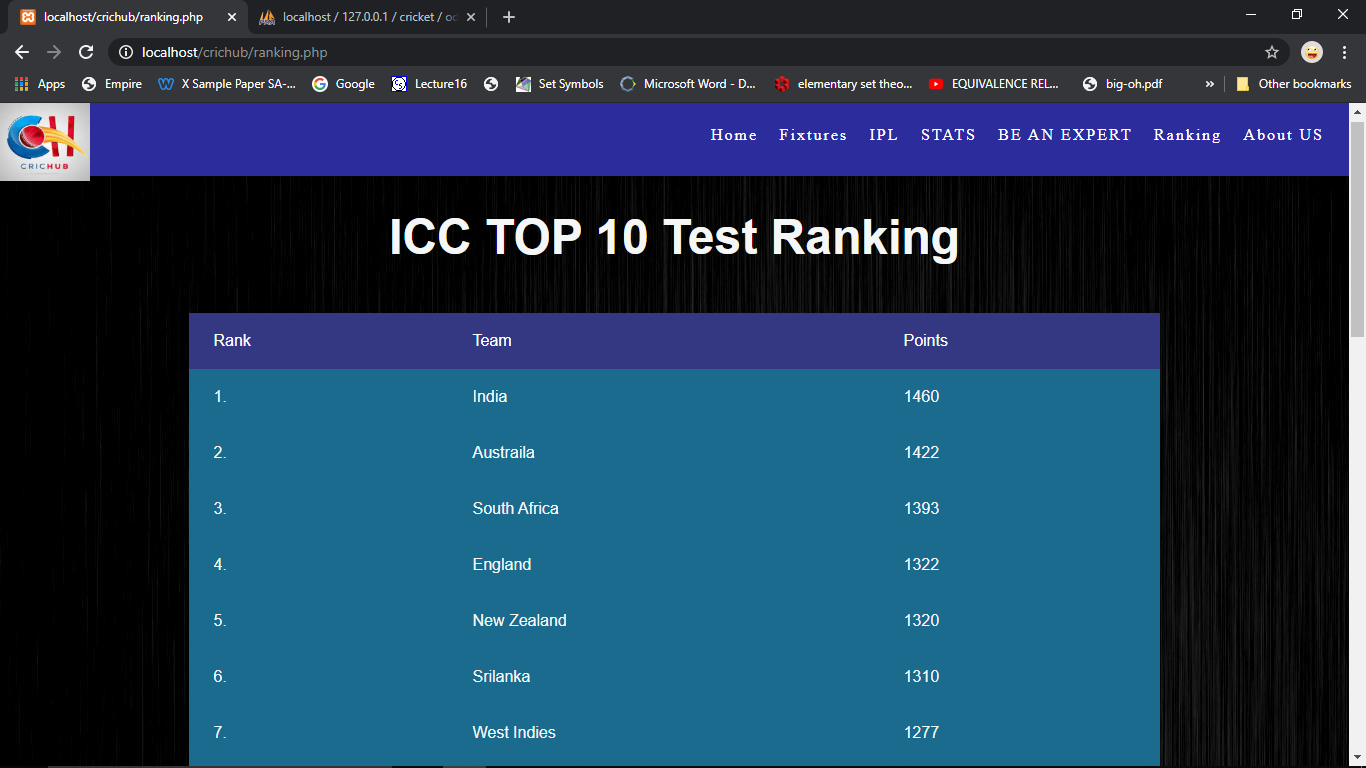 localhost/crichub/ranking.php
localhost / 127.0.0.1 / cricket / od
localhost/crichub/ranking.php
Apps Empire X Sample Paper SA-... Google Lecture16 Set Symbols Microsoft Word - D... elementary set theo... EQUIVALENCE REL... big-oh.pdf » Other bookmarks
CH
CRICHUB
Home Fixtures IPL STATS BE AN EXPERT Ranking About US
ICC TOP 10 Test Ranking
Rank Team Points
1. India 1460
2. Austraila 1422
3. South Africa 1393
4. England 1322
5. New Zealand 1320
6. Srilanka 1310
7. West Indies 1277